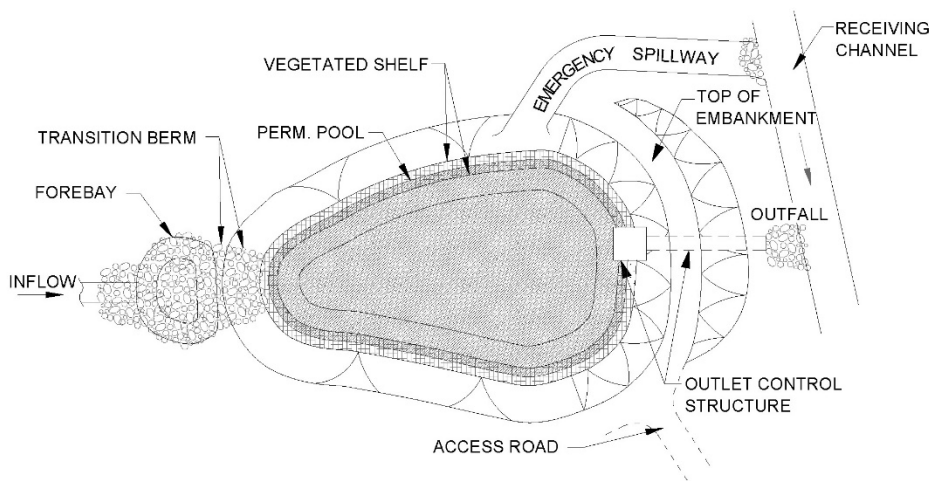 RECEIVING
CHANNEL
EMERGENCY SPILLWAY
VEGETATED SHELF
TOP OF
EMBANKMENT
PERM. POOL
TRANSITION BERM
FOREBAY
OUTFALL
INFLOW
OUTLET CONTROL
STRUCTURE
ACCESS ROAD